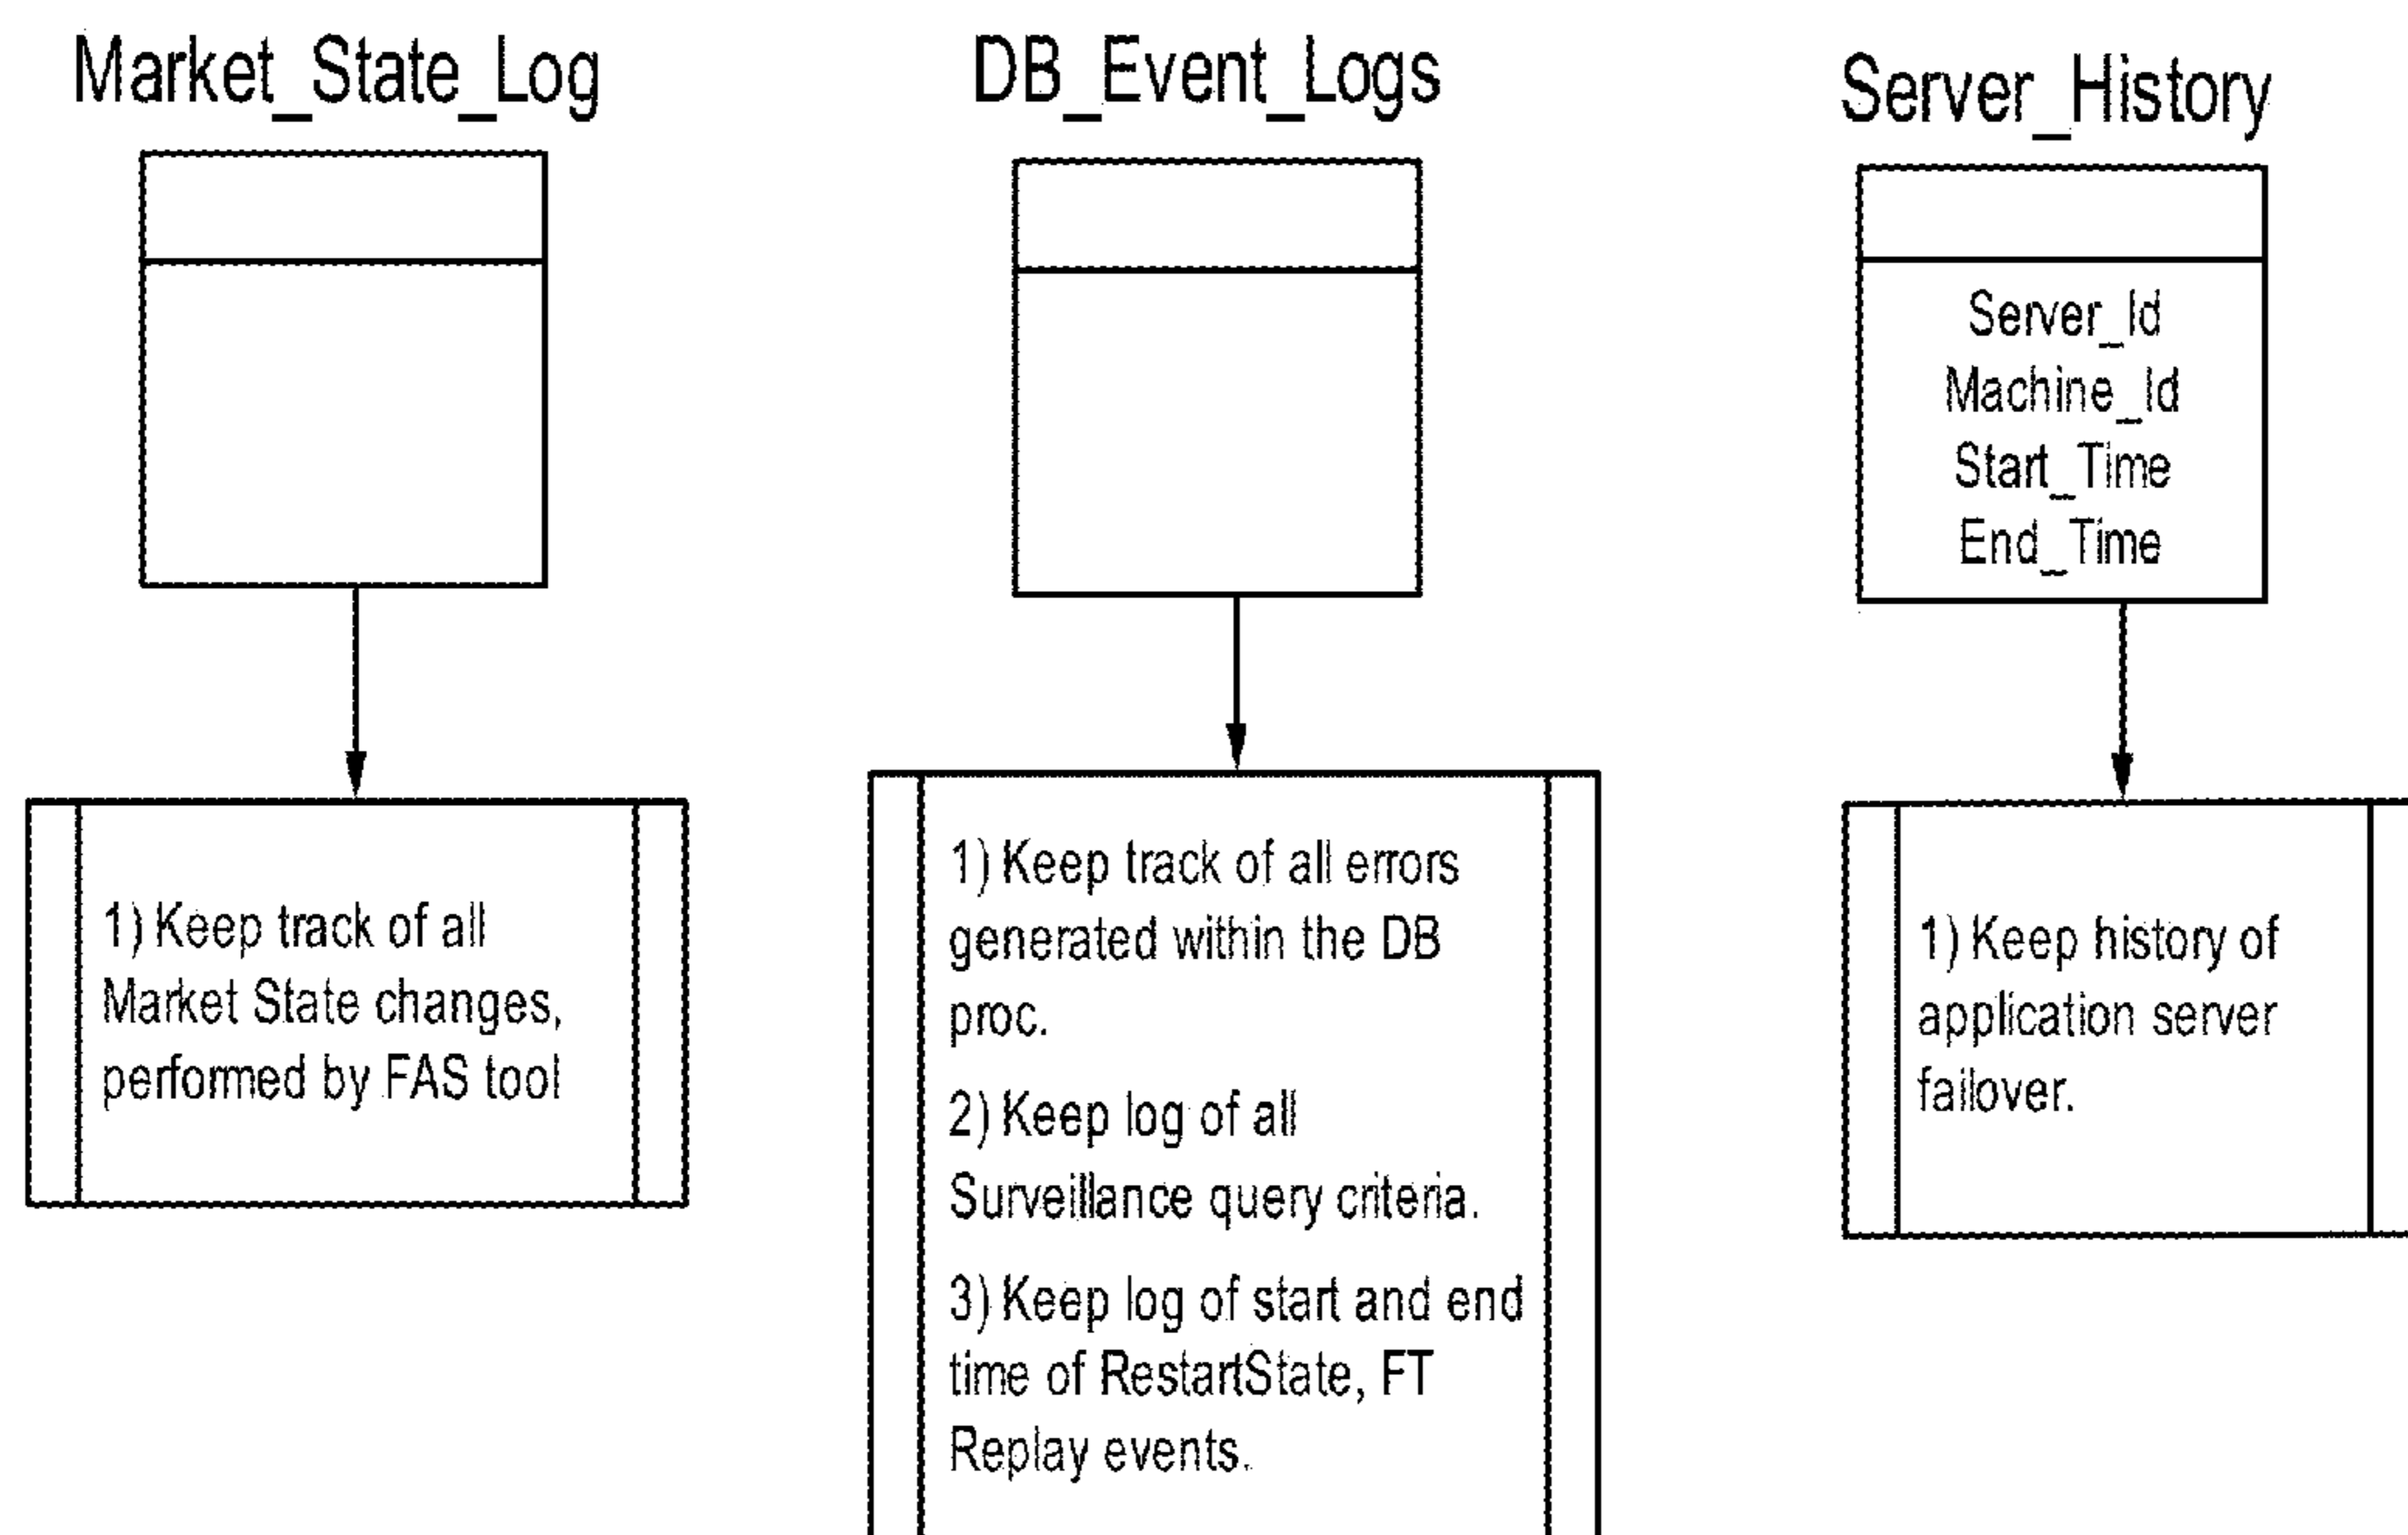 Market_State_Log
DB_Event_Logs
Server_History
Server_Id
Machine_Id
Start_Time
End_Time
1) Keep track of all
Market State changes,
performed by FAS tool
1) Keep track of all errors
generated within the DB
proc.
2) Keep log of all
Surveillance query criteria.
3) Keep log of start and end
time of RestartState, FT
Replay events.
1) Keep history of
application server
failover.